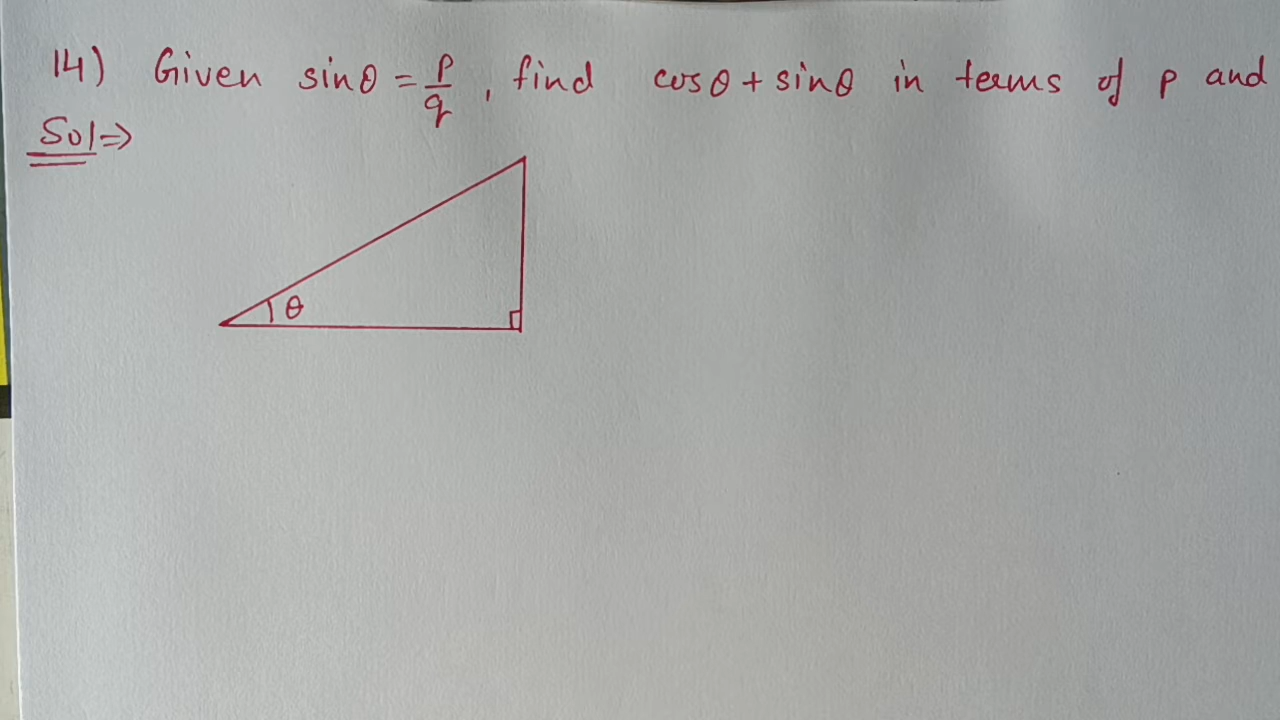 14) Given sinθ = p/q, find cosθ + sinθ in terms of p and
Sol⇒
θ